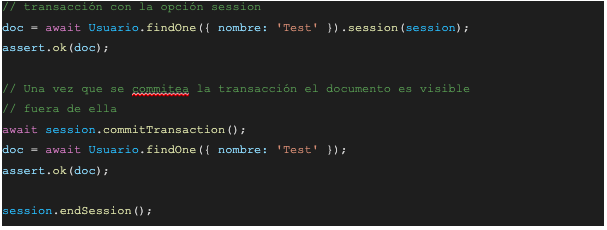 // transacción con la opción session
doc = await Usuario.findOne({ nombre: 'Test' }).session(session);
assert.ok(doc);
// Una vez que se commitea la transacción el documento es visible
// fuera de ella
await session.commitTransaction();
doc = await Usuario.findOne({ nombre: 'Test' });
assert.ok(doc);
session.endSession();